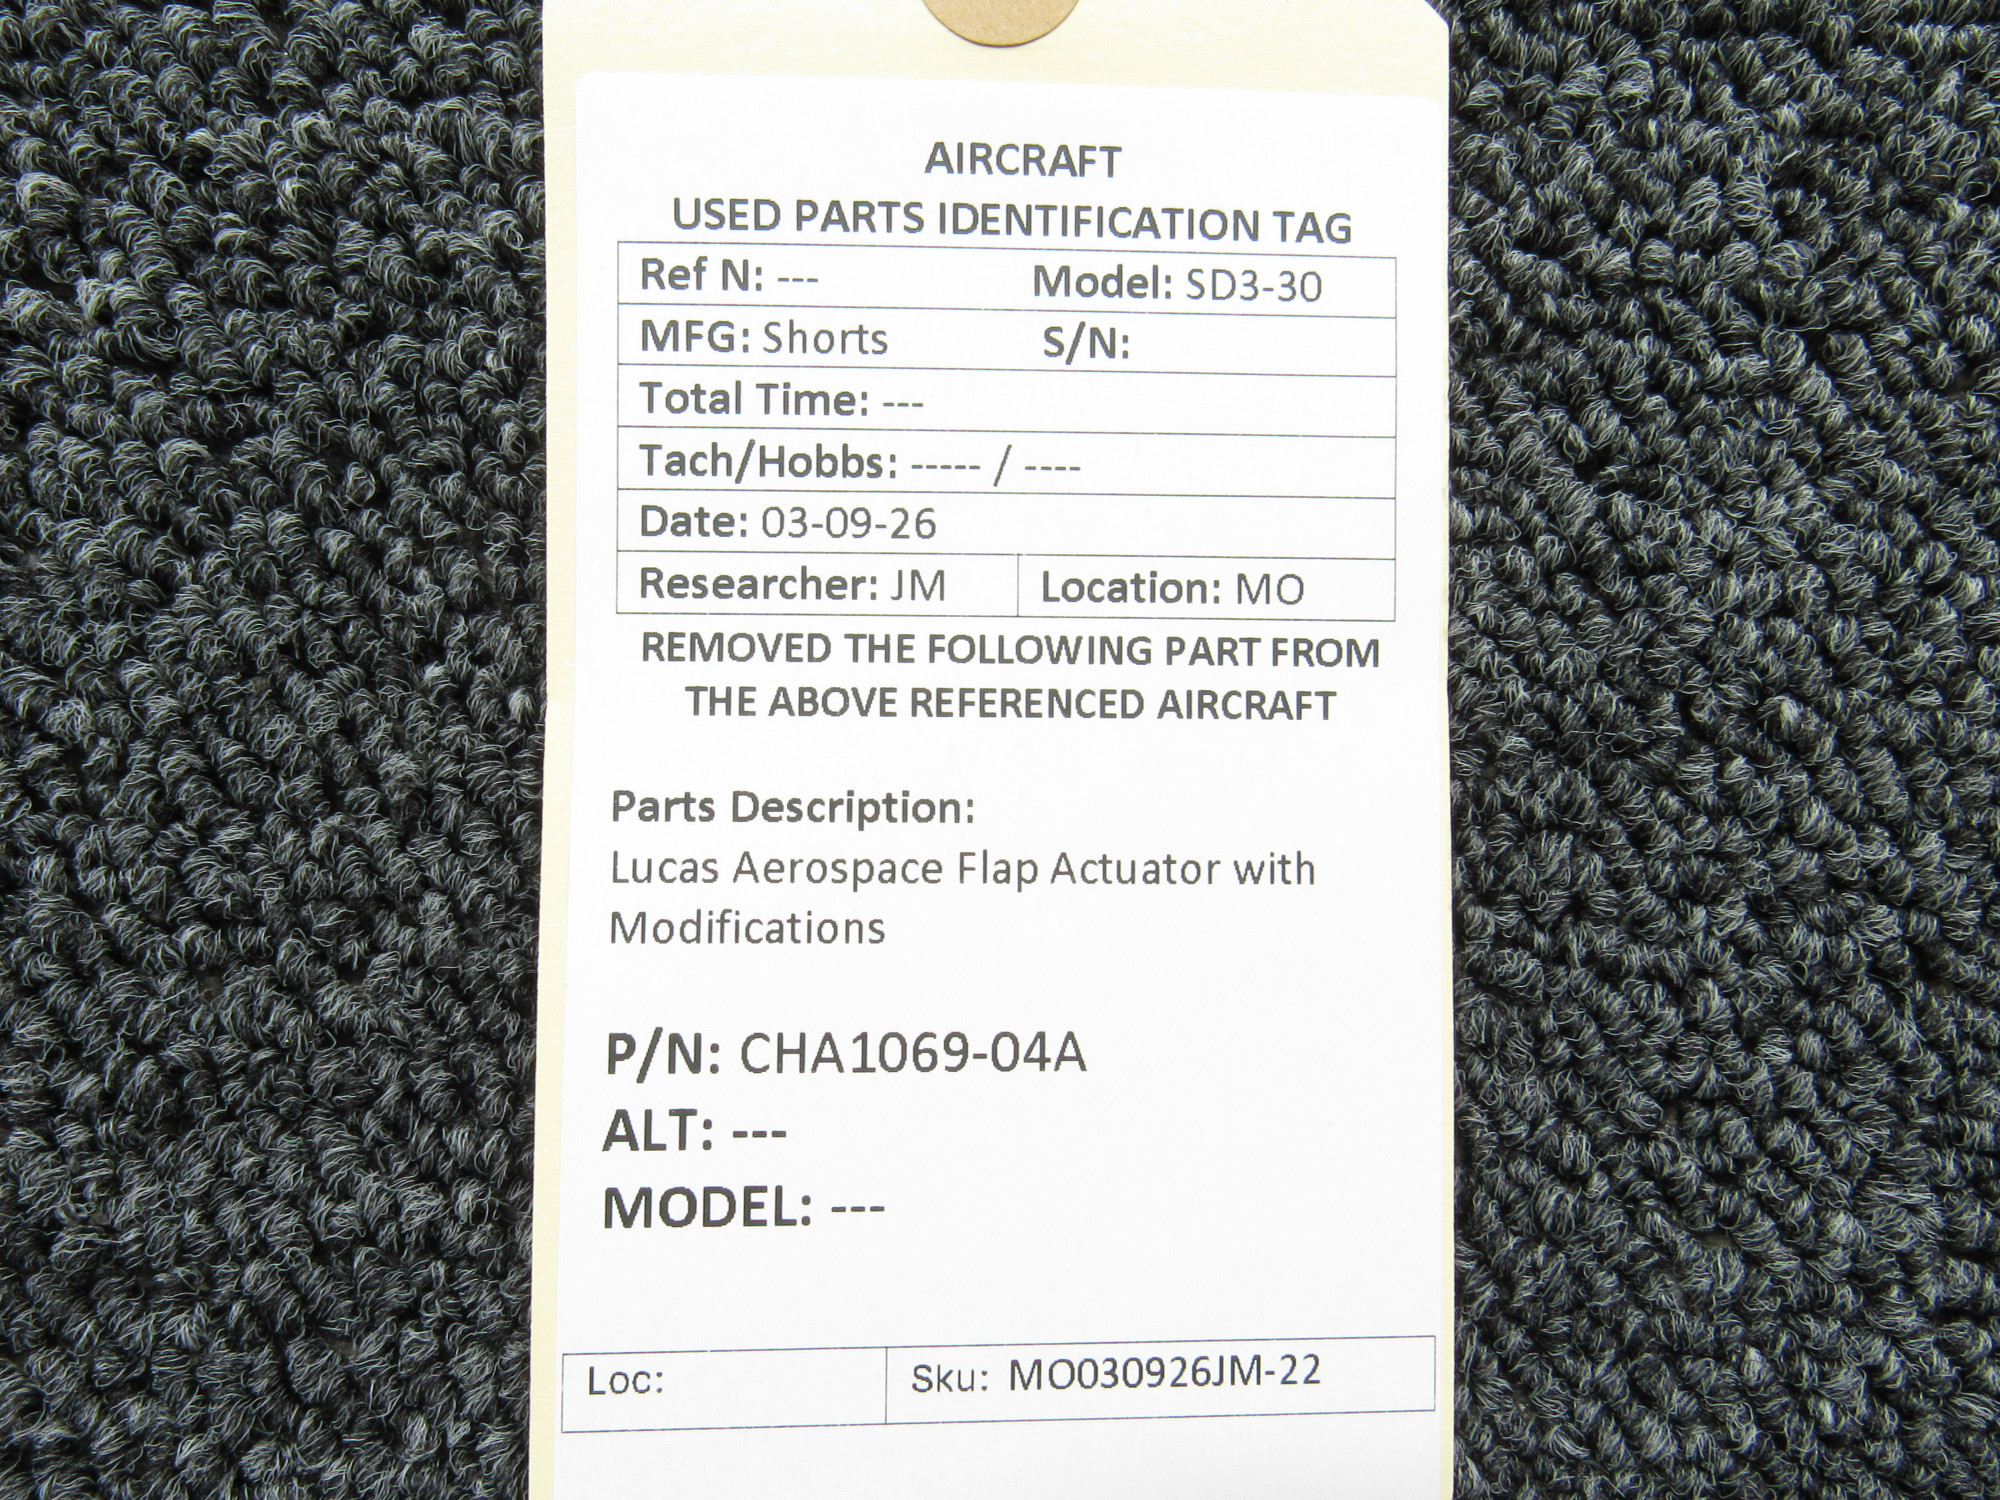 AIRCRAFT
USED PARTS IDENTIFICATION TAG
Ref N: --- Model: SD3-30
MFG: Shorts S/N:
Total Time: ---
Tach/Hobbs: ----- / ----
Date: 03-09-26
Researcher: JM Location: MO
REMOVED THE FOLLOWING PART FROM
THE ABOVE REFERENCED AIRCRAFT
Parts Description:
Lucas Aerospace Flap Actuator with
Modifications
P/N: CHA1069-04A
ALT: ---
MODEL: ---
Loc: Sku: MO030926JM-22